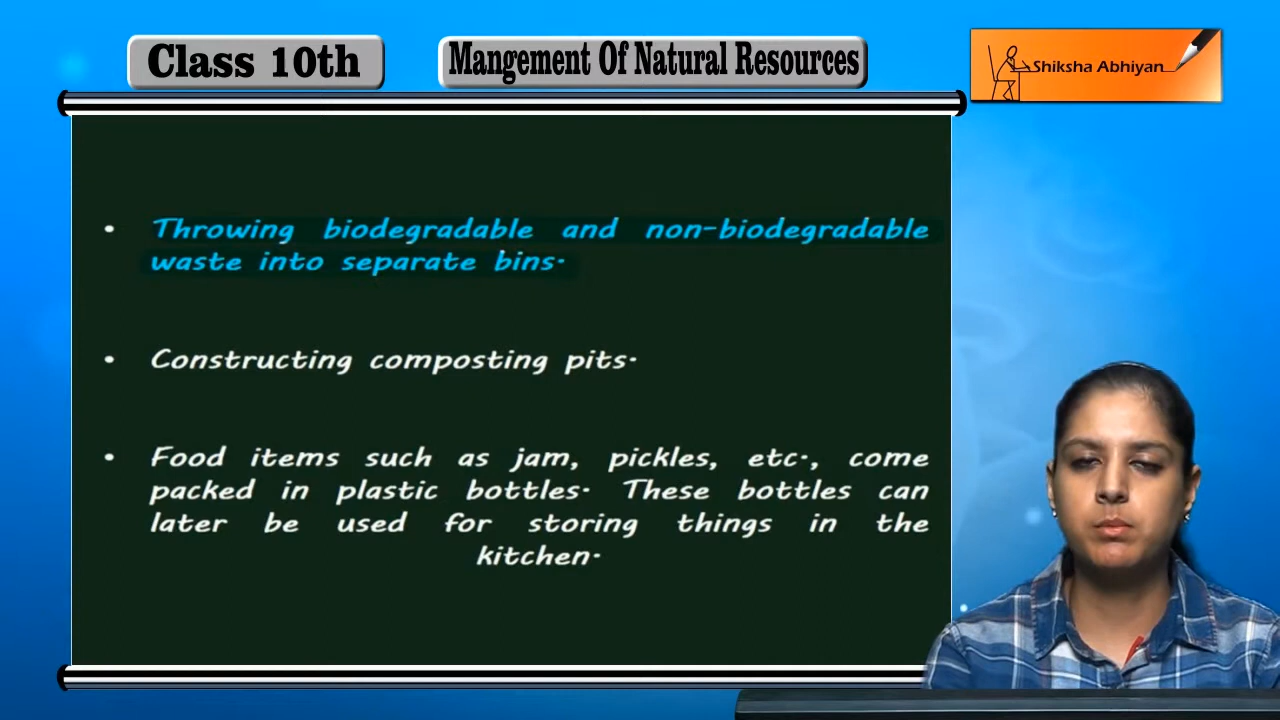 Class 10th
Mangement Of Natural Resources
Shiksha Abhiyan
• Throwing biodegradable and non-biodegradable
waste into separate bins.
• Constructing composting pits.
• Food items such as jam, pickles, etc., come
packed in plastic bottles. These bottles can
later be used for storing things in the
kitchen.